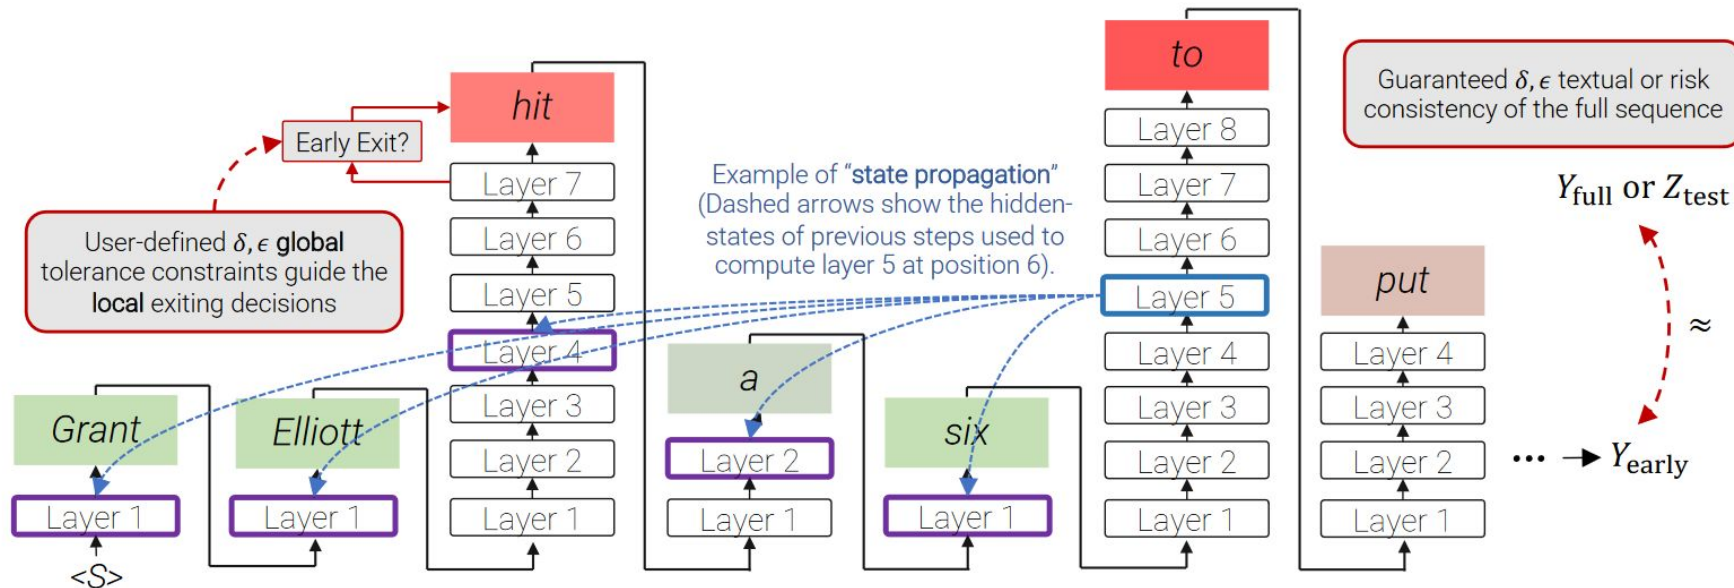 Grant
Layer 1
<S>
Elliott
Layer 1
Early Exit?
User-defined δ, ϵ global
tolerance constraints guide the
local exiting decisions
hit
Layer 7
Layer 6
Layer 5
Layer 4
Layer 3
Layer 2
Layer 1
Example of “state propagation”
(Dashed arrows show the hidden-
states of previous steps used to
compute layer 5 at position 6).
a
Layer 2
Layer 1
six
Layer 1
to
Layer 8
Layer 7
Layer 6
Layer 5
Layer 4
Layer 3
Layer 2
Layer 1
put
Layer 4
Layer 3
Layer 2
Layer 1
Guaranteed δ, ϵ textual or risk
consistency of the full sequence
Y_full or Z_test
≈
... Y_early